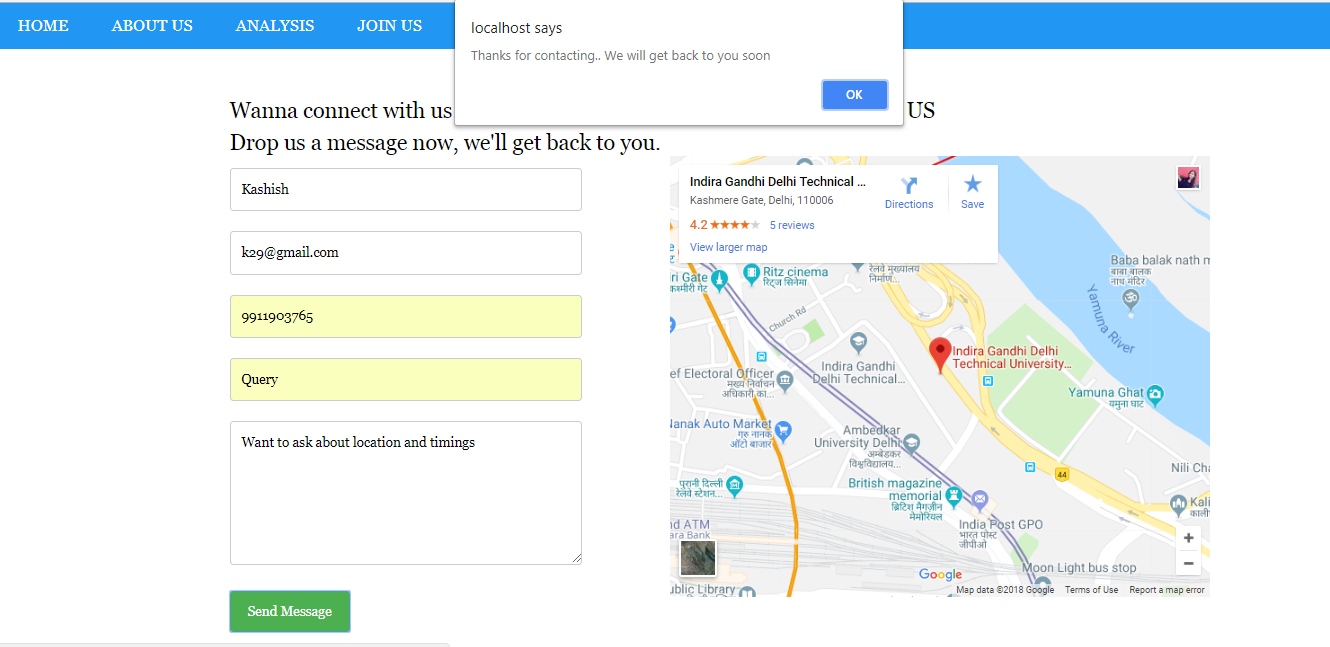 HOME ABOUT US ANALYSIS JOIN US
localhost says
Thanks for contacting.. We will get back to you soon
OK
Wanna connect with us
US
Drop us a message now, we'll get back to you.
Kashish
k29@gmail.com
9911903765
Query
Want to ask about location and timings
Send Message
Indira Gandhi Delhi Technical ...
Kashmere Gate, Delhi, 110006
Directions
Save
4.2 5 reviews
View larger map
Baba balak nath m
बाबा बालक
नाथ मंदिर
ri Gate
कश्मीरी गेट
Ritz cinema
रिट्ज सिनेमा
रेलवे मुख्यालय
निर्माण...
Yamuna River
Church Rd
Indira Gandhi
Delhi Technical...
Indira Gandhi Delhi
Technical University...
ef Electoral Officer
मुख्य निर्वाचन
अधिकारी का...
Yamuna Ghat
यमुना घाट
Nanak Auto Market
गुरु नानक
ऑटो बाजार
Ambedkar
University Delhi
अम्बेडकर
विश्वविद्यालय...
44
Nili Cha
पुरानी दिल्ली
रेलवे स्टेशन...
British magazine
memorial
ब्रिटिश मैगज़ीन
मेमोरियल
Kali
काली
nd ATM
ara Bank
India Post GPO
भारत पोस्ट
जीपीओ
Moon Light bus stop
ublic Library
Google
Map data ©2018 Google Terms of Use Report a map error